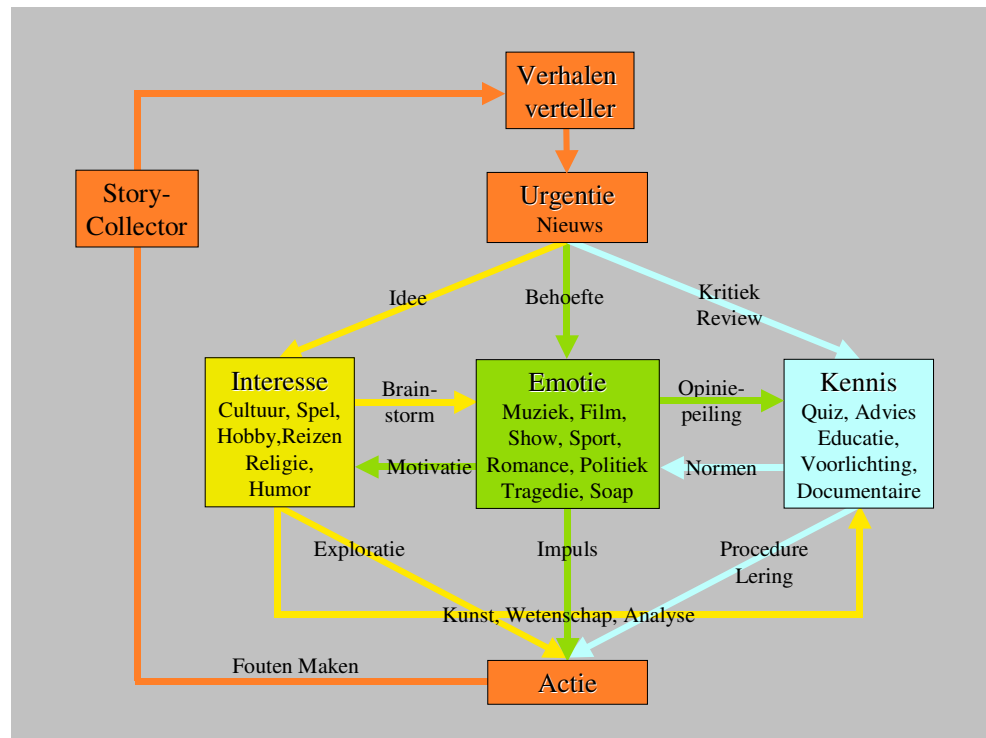 Verhalen
verteller
Story-
Collector
Urgentie
Nieuws
Idee
Behoefte
Kritiek
Review
Interesse
Cultuur, Spel,
Hobby,Reizen
Religie,
Humor
Brain-
storm
Motivatie
Emotie
Muziek, Film,
Show, Sport,
Romance, Politiek
Tragedie, Soap
Opinie-
peiling
Normen
Kennis
Quiz, Advies
Educatie,
Voorlichting,
Documentaire
Exploratie
Impuls
Procedure
Lering
Kunst, Wetenschap, Analyse
Fouten Maken
Actie